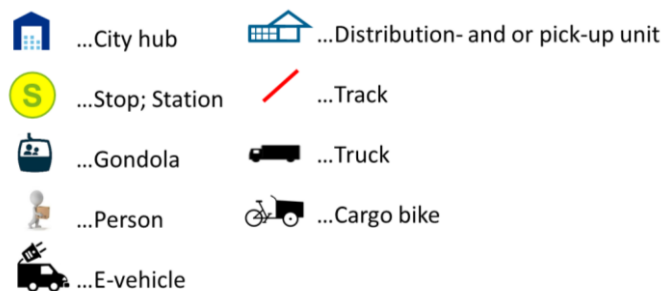 ...City hub
...Distribution- and or pick-up unit
S
...Stop; Station
...Track
...Gondola
...Truck
...Person
...Cargo bike
...E-vehicle